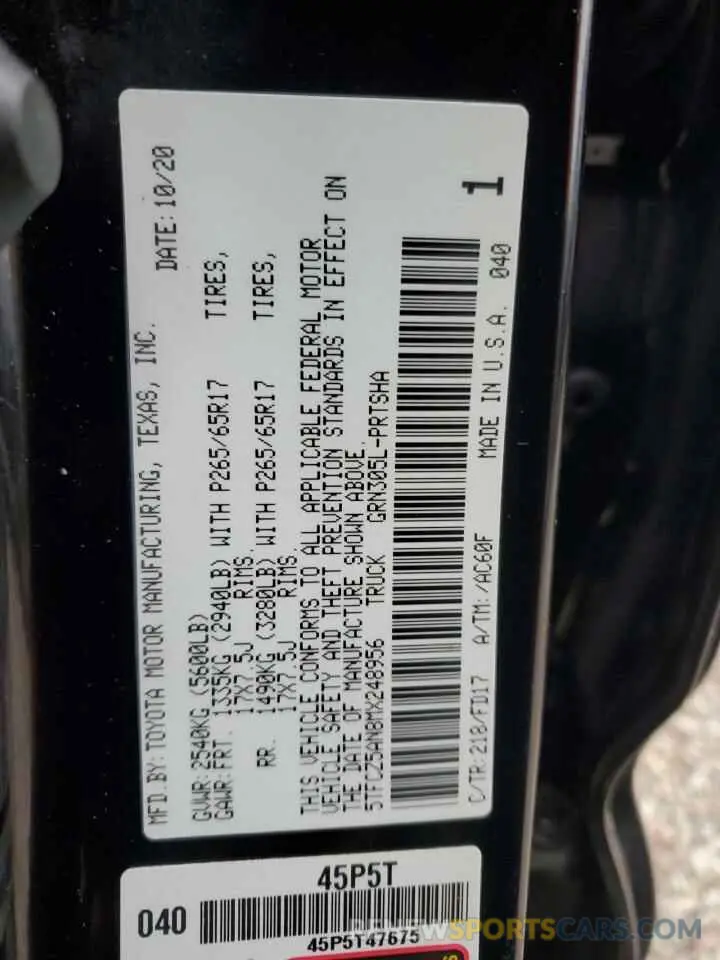 MFD.BY: TOYOTA MOTOR MANUFACTURING, TEXAS, INC. DATE: 10/20
GVWR: 2540KG (5600LB)
GAWR: FRT. 1335KG (2940LB) WITH P265/65R17 TIRES,
17X7.5J RIMS.
RR. 1490KG (3280LB) WITH P265/65R17 TIRES,
17X7.5J RIMS.
THIS VEHICLE CONFORMS TO ALL APPLICABLE FEDERAL MOTOR
VEHICLE SAFETY AND THEFT PREVENTION STANDARDS IN EFFECT ON
THE DATE OF MANUFACTURE SHOWN ABOVE.
5TFCZ5AN8MX248956 TRUCK GRN305L-PRTSHA
C/TR: 218/FD17 A/TM: /AC60F MADE IN U.S.A. 040
1
45P5T
040
45P5T47675
RENEWSPORTSCARS.COM